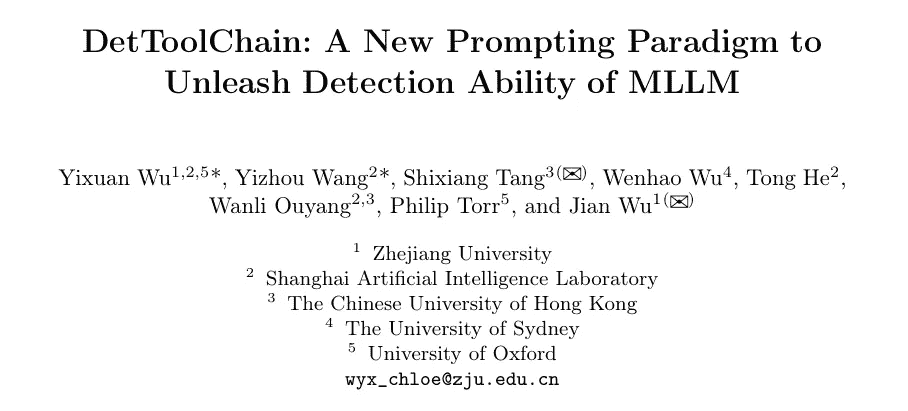 DetToolChain: A New Prompting Paradigm to
Unleash Detection Ability of MLLM
Yixuan Wu1,2,5*, Yizhou Wang2*, Shixiang Tang3(✉), Wenhao Wu4, Tong He2,
Wanli Ouyang2,3, Philip Torr5, and Jian Wu1(✉)
1 Zhejiang University
2 Shanghai Artificial Intelligence Laboratory
3 The Chinese University of Hong Kong
4 The University of Sydney
5 University of Oxford
wyx_chloe@zju.edu.cn